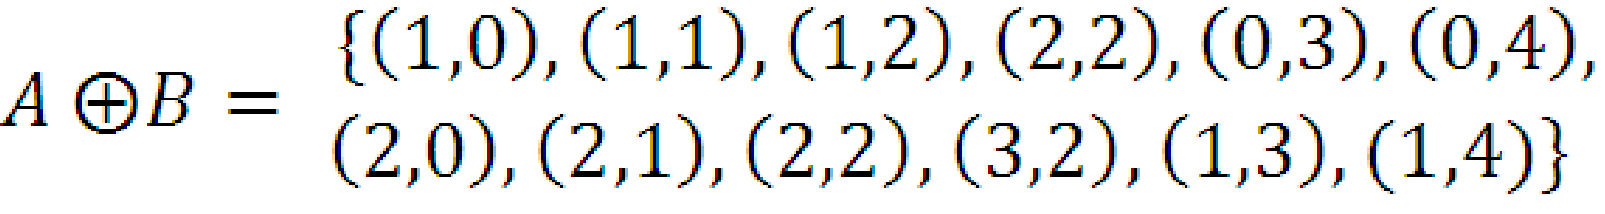 A ⊕ B = {(1,0), (1,1), (1,2), (2,2), (0,3), (0,4),
(2,0), (2,1), (2,2), (3,2), (1,3), (1,4)}